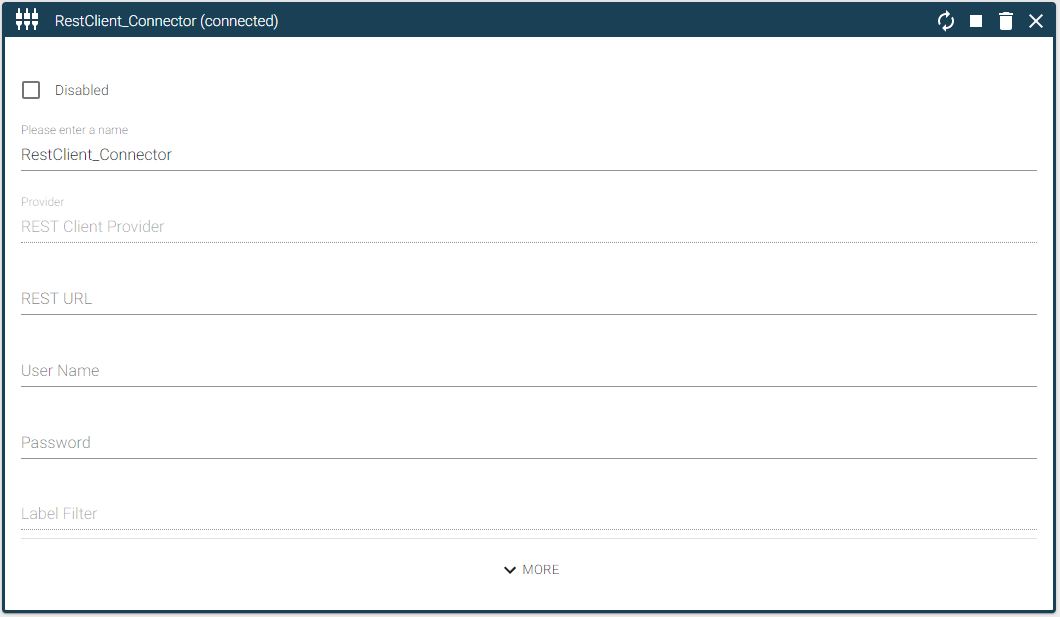 RestClient_Connector (connected)
Disabled
Please enter a name
RestClient_Connector
Provider
REST Client Provider
REST URL
User Name
Password
Label Filter
MORE